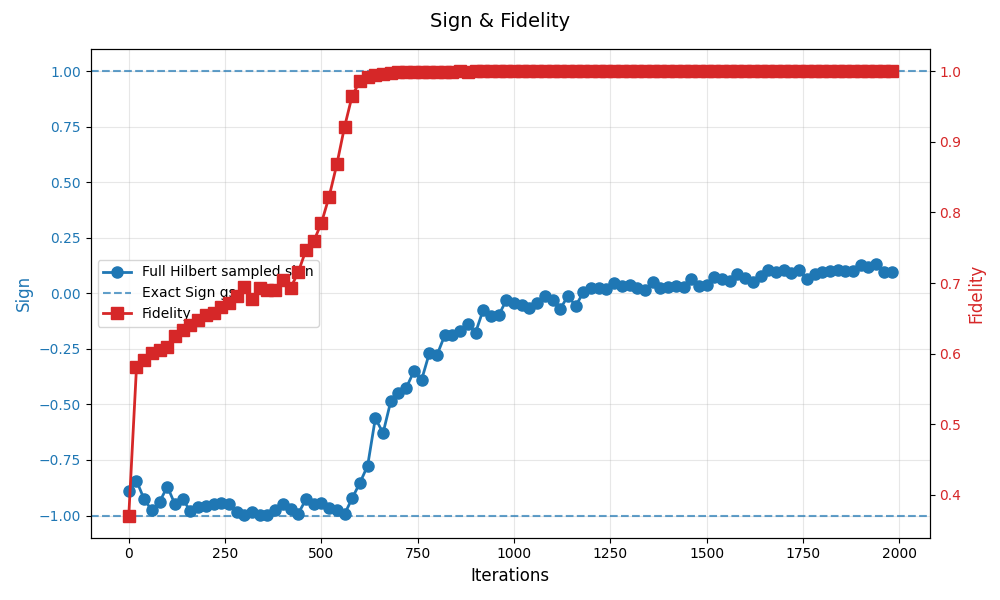 Sign & Fidelity
1.00
0.75
0.50
0.25
0.00
−0.25
−0.50
−0.75
−1.00
Sign
Full Hilbert sampled sign
Exact Sign gs
Fidelity
1.0
0.9
0.8
0.7
0.6
0.5
0.4
Fidelity
0 250 500 750 1000 1250 1500 1750 2000
Iterations